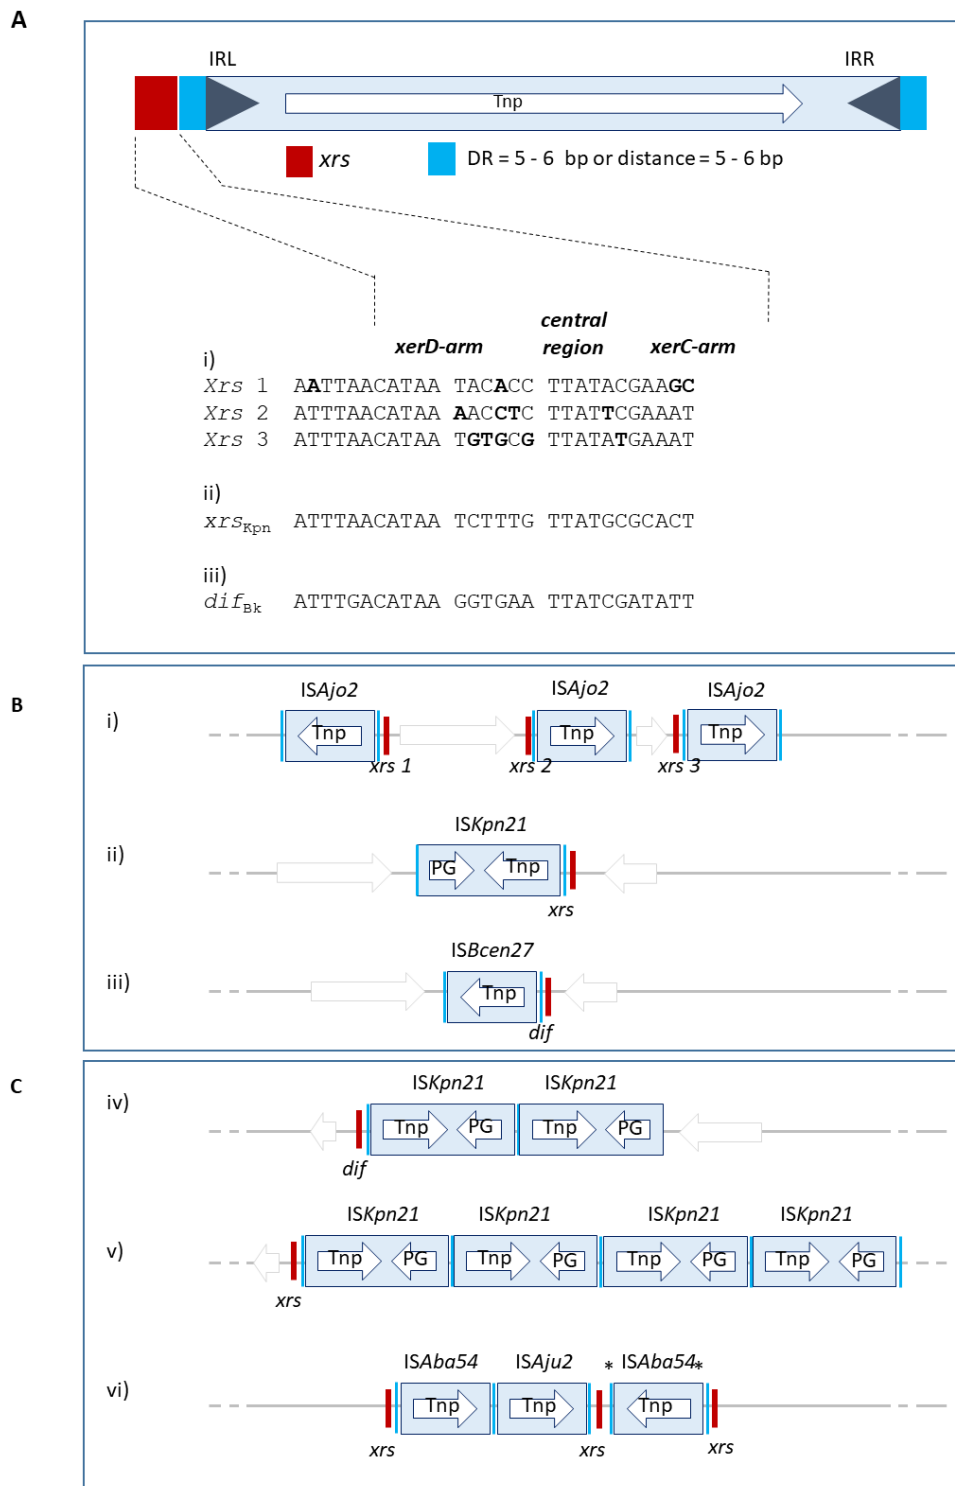 A
IRL IRR
Tnp
xrs DR = 5 - 6 bp or distance = 5 - 6 bp
central
xerD-arm region xerC-arm
i)
Xrs 1 AATTAACATAA TACACC TTATACGAAGC
Xrs 2 ATTTAACATAA AACCTC TTATTCGAAAT
Xrs 3 ATTTAACATAA TGTGCG TTATATGAAAT
ii)
xrsKpn ATTTAACATAA TCTTTG TTATGCGCACT
iii)
difBk ATTTGACATAA GGTGAA TTATCGATATT
B
ISAjo2 ISAjo2 ISAjo2
i)
Tnp Tnp Tnp
xrs 1 xrs 2 xrs 3
ISKpn21
ii)
PG Tnp
xrs
ISBcen27
iii)
Tnp
dif
C
iv)
ISKpn21 ISKpn21
Tnp PG Tnp PG
dif
ISKpn21 ISKpn21 ISKpn21 ISKpn21
v)
Tnp PG Tnp PG Tnp PG Tnp PG
xrs
ISAba54 ISAju2 * ISAba54*
vi)
Tnp Tnp Tnp
xrs xrs xrs